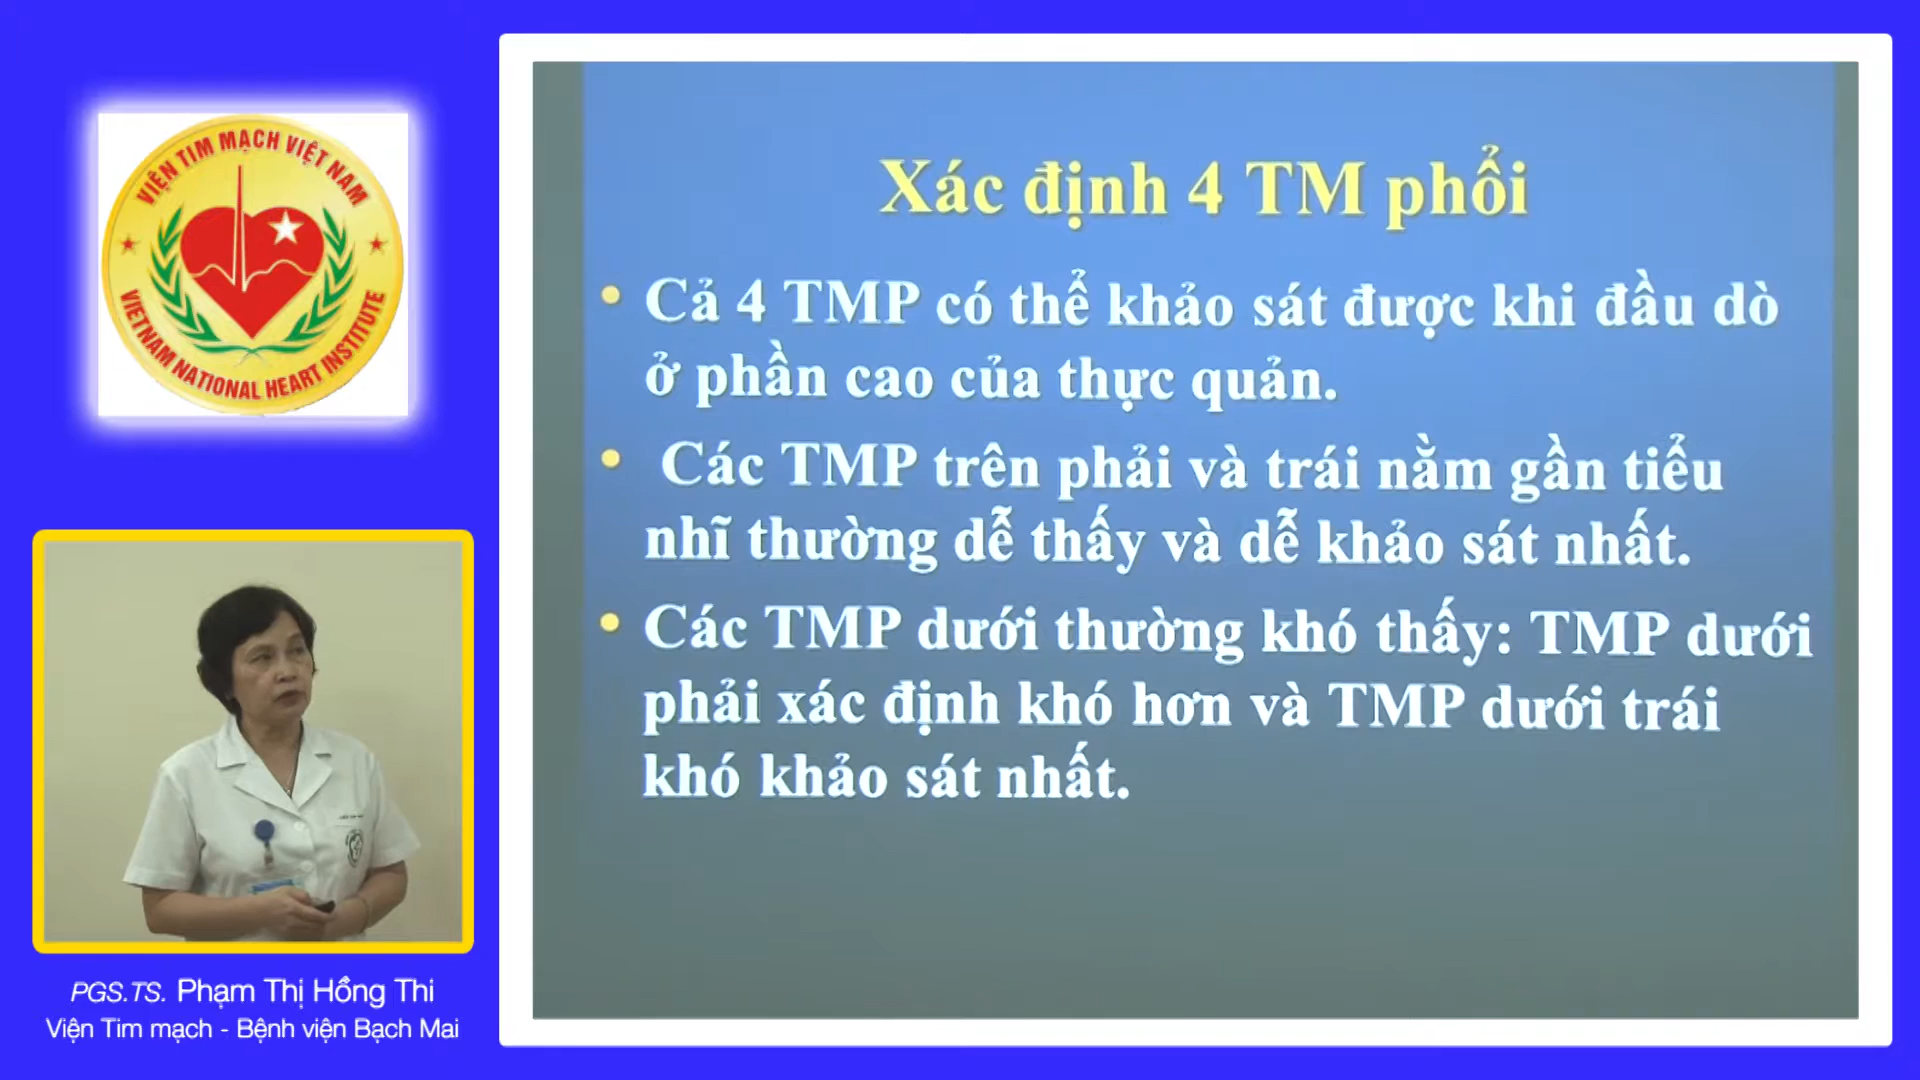 VIỆN TIM MẠCH VIỆT NAM
VIETNAM NATIONAL HEART INSTITUTE
PGS.TS. Phạm Thị Hồng Thi
Viện Tim mạch - Bệnh viện Bạch Mai
Xác định 4 TM phổi
• Cả 4 TMP có thể khảo sát được khi đầu dò
ở phần cao của thực quản.
• Các TMP trên phải và trái nằm gần tiểu
nhĩ thường dễ thấy và dễ khảo sát nhất.
• Các TMP dưới thường khó thấy: TMP dưới
phải xác định khó hơn và TMP dưới trái
khó khảo sát nhất.